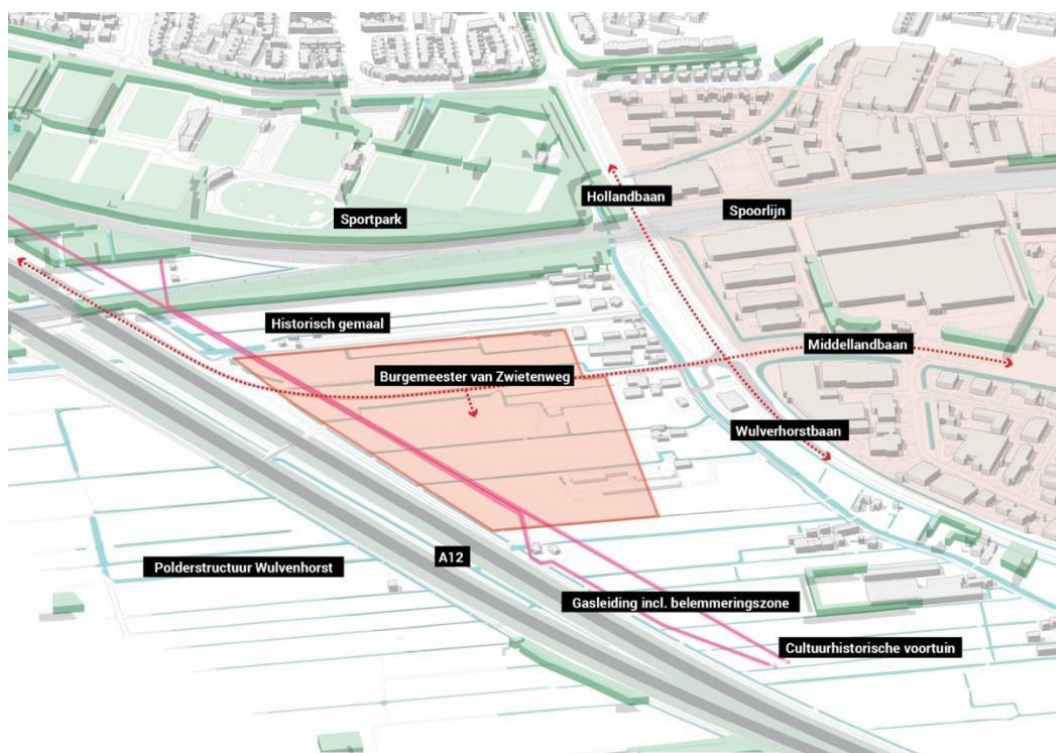 Hollandbaan
Spoorlijn
Sportpark
Historisch gemaal
Middellandbaan
Burgemeester van Zwietenweg
Wulverhorstbaan
A12
Polderstructuur Wulvenhorst
Gasleiding incl. belemmeringszone
Cultuurhistorische voortuin